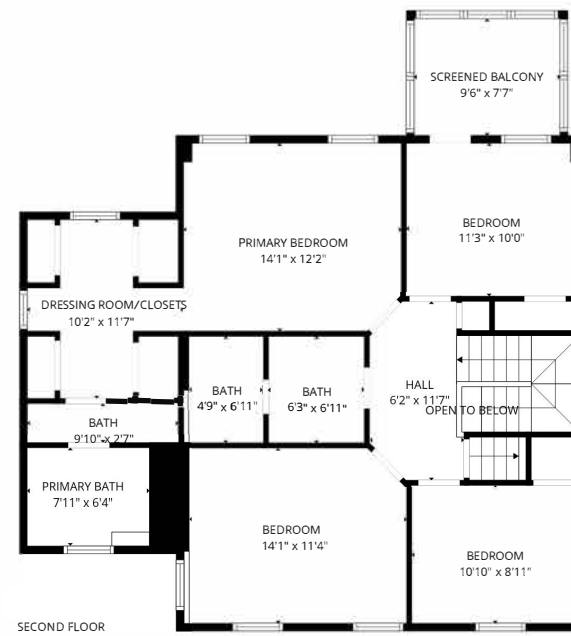 SCREENED BALCONY
9'6" x 7'7"
PRIMARY BEDROOM
14'1" x 12'2"
BEDROOM
11'3" x 10'0"
DRESSING ROOM/CLOSETS
10'2" x 11'7"
BATH
4'9" x 6'11"
BATH
6'3" x 6'11"
HALL
6'2" x 11'7"
OPEN TO BELOW
BATH
9'10" x 2'7"
PRIMARY BATH
7'11" x 6'4"
BEDROOM
14'1" x 11'4"
BEDROOM
10'10" x 8'11"
SECOND FLOOR